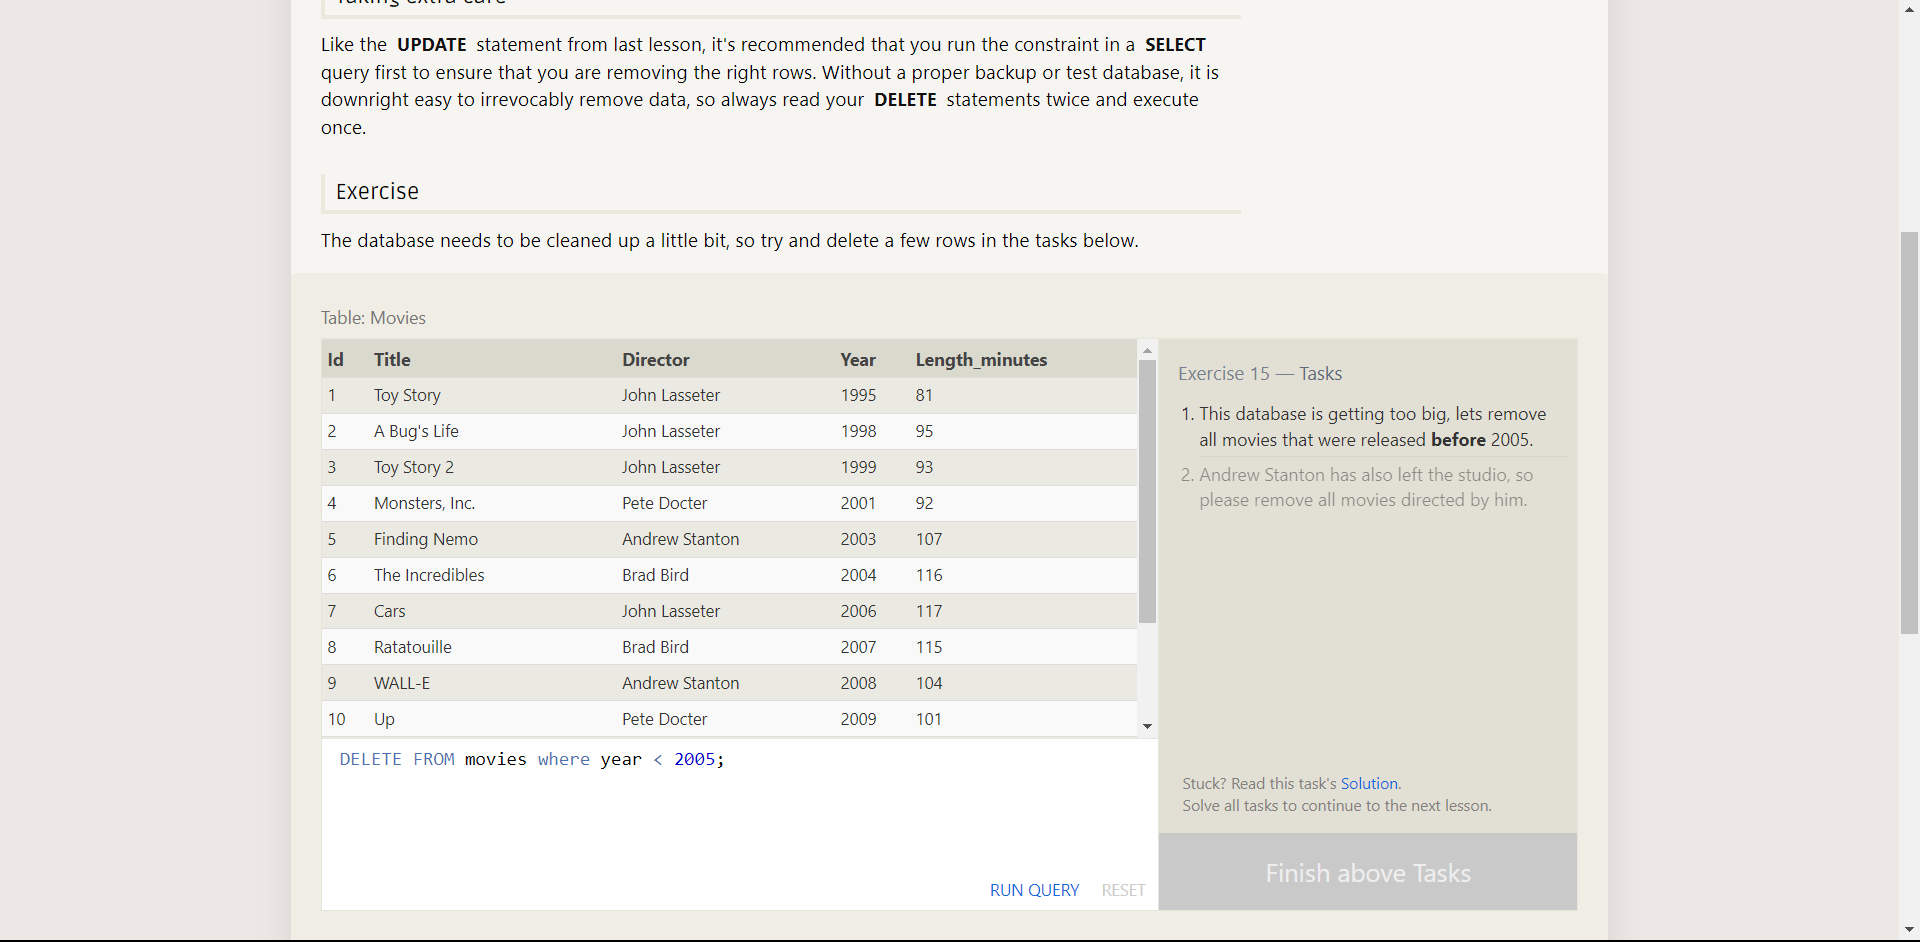 Taking extra care
Like the UPDATE statement from last lesson, it's recommended that you run the constraint in a SELECT
query first to ensure that you are removing the right rows. Without a proper backup or test database, it is
downright easy to irrevocably remove data, so always read your DELETE statements twice and execute
once.
Exercise
The database needs to be cleaned up a little bit, so try and delete a few rows in the tasks below.
Table: Movies
Id Title Director Year Length_minutes
1 Toy Story John Lasseter 1995 81
2 A Bug's Life John Lasseter 1998 95
3 Toy Story 2 John Lasseter 1999 93
4 Monsters, Inc. Pete Docter 2001 92
5 Finding Nemo Andrew Stanton 2003 107
6 The Incredibles Brad Bird 2004 116
7 Cars John Lasseter 2006 117
8 Ratatouille Brad Bird 2007 115
9 WALL-E Andrew Stanton 2008 104
10 Up Pete Docter 2009 101
DELETE FROM movies where year < 2005;
RUN QUERY RESET
Exercise 15 — Tasks
1. This database is getting too big, lets remove
all movies that were released before 2005.
2. Andrew Stanton has also left the studio, so
please remove all movies directed by him.
Stuck? Read this task's Solution.
Solve all tasks to continue to the next lesson.
Finish above Tasks